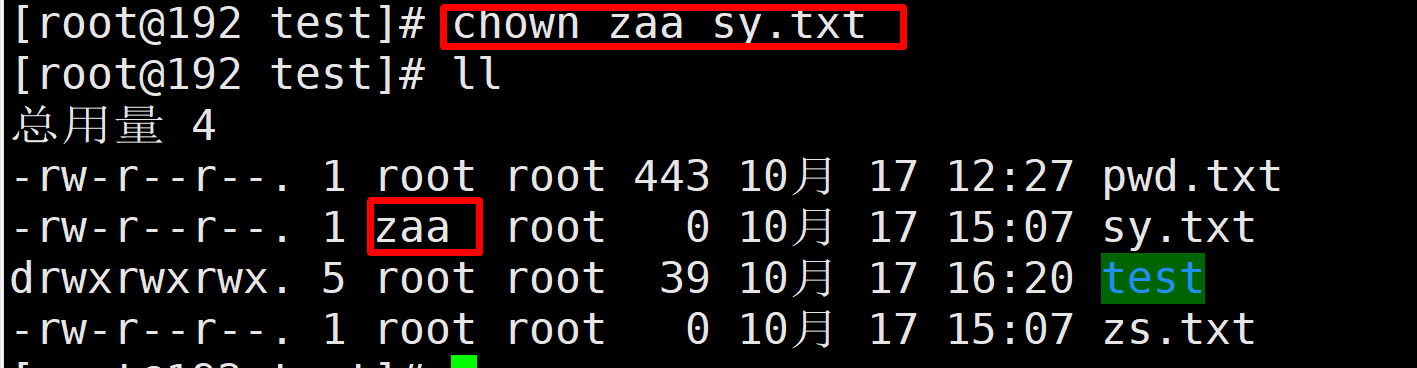 [root@192 test]# chown zaa sy.txt
[root@192 test]# ll
总用量 4
-rw-r--r--. 1 root root 443 10月 17 12:27 pwd.txt
-rw-r--r--. 1 zaa root 0 10月 17 15:07 sy.txt
drwxrwxrwx. 5 root root 39 10月 17 16:20 test
-rw-r--r--. 1 root root 0 10月 17 15:07 zs.txt
[root@192 test]#